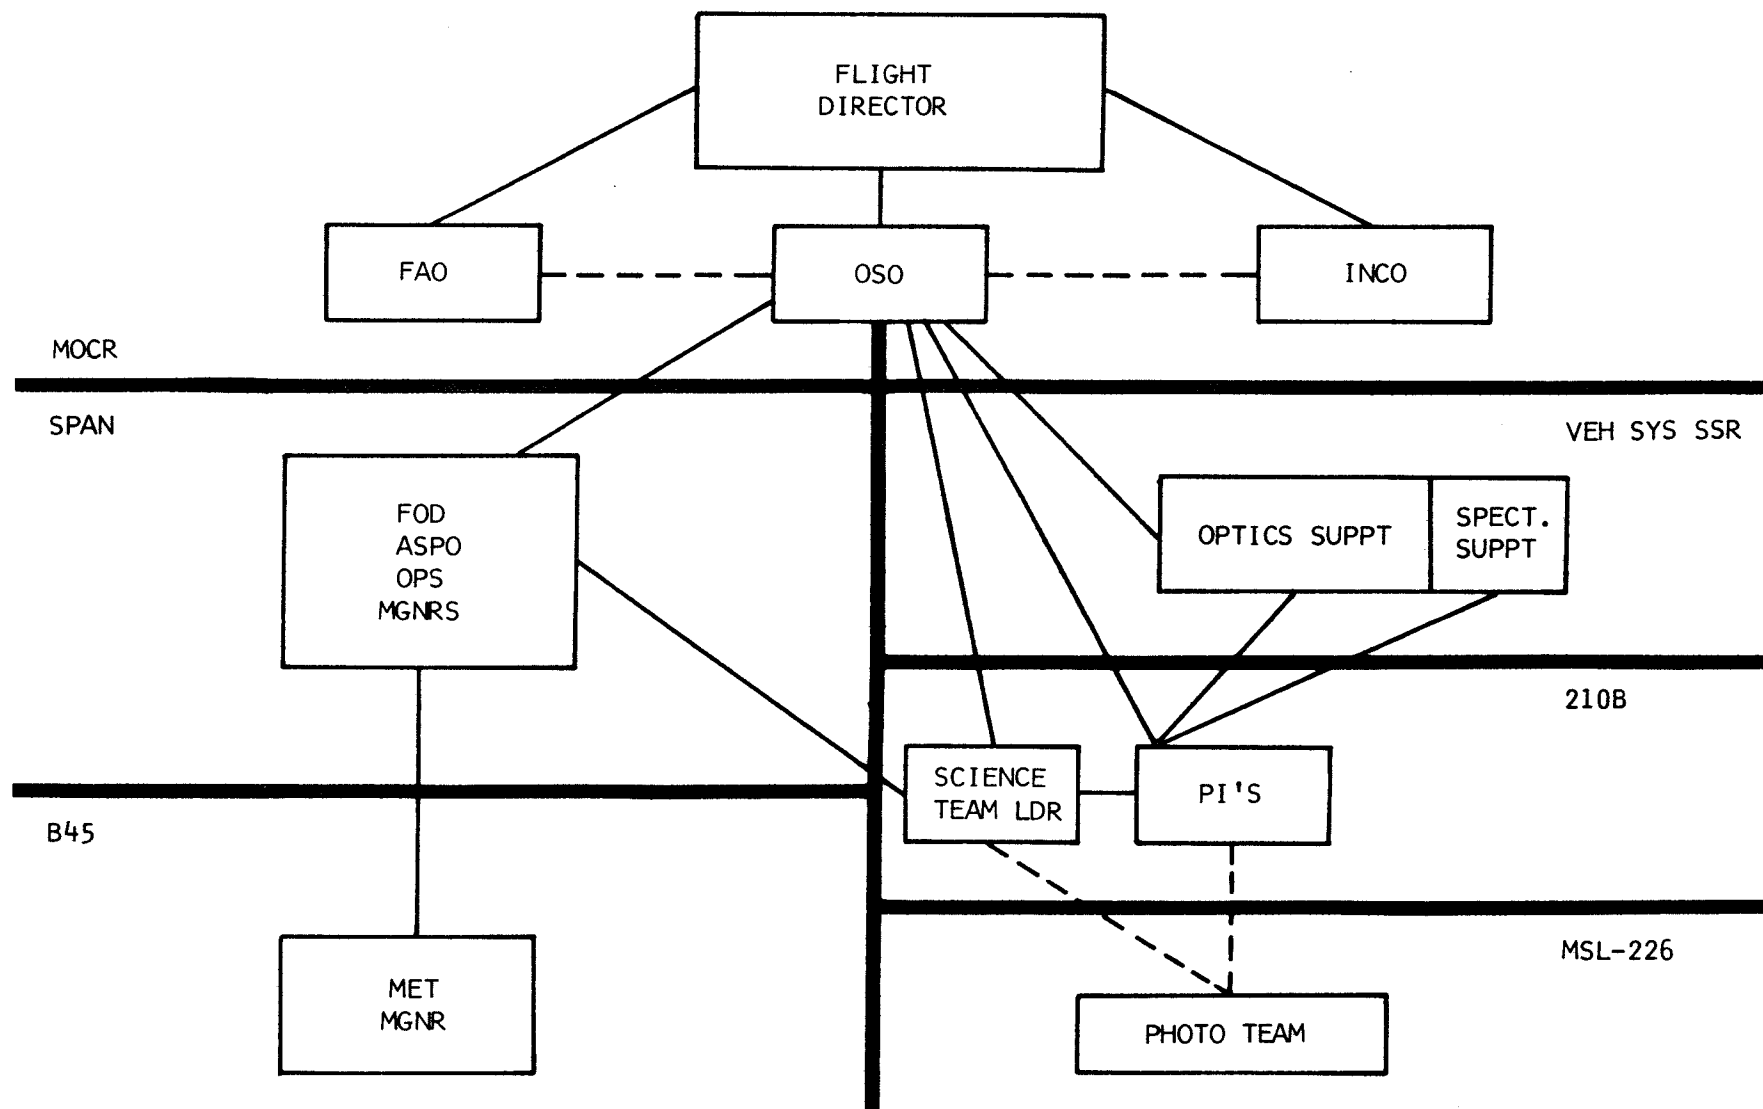 FLIGHT
DIRECTOR
FAO
OSO
INCO
MOCR
SPAN
VEH SYS SSR
FOD
ASPO
OPS
MGNRS
OPTICS SUPPT
SPECT.
SUPPT
210B
SCIENCE
TEAM LDR
PI'S
B45
MSL-226
MET
MGNR
PHOTO TEAM